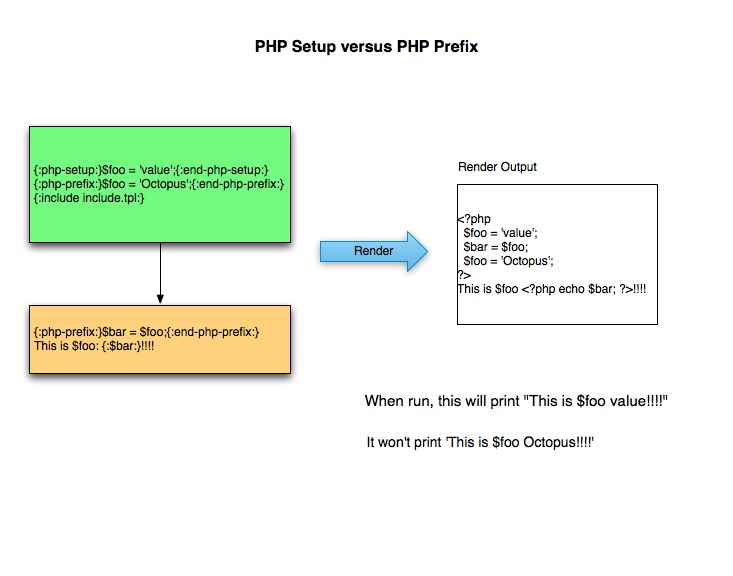 PHP Setup versus PHP Prefix
{:php-setup:}$foo = 'value';{:end-php-setup:}
{:php-prefix:}$foo = 'Octopus';{:end-php-prefix:}
{:include include.tpl:}
{:php-prefix:}$bar = $foo;{:end-php-prefix:}
This is $foo: {:$bar:}!!!!
Render
Render Output
<?php
$foo = 'value';
$bar = $foo;
$foo = 'Octopus';
?>
This is $foo <?php echo $bar; ?>!!!!
When run, this will print "This is $foo value!!!!"
It won't print 'This is $foo Octopus!!!!'